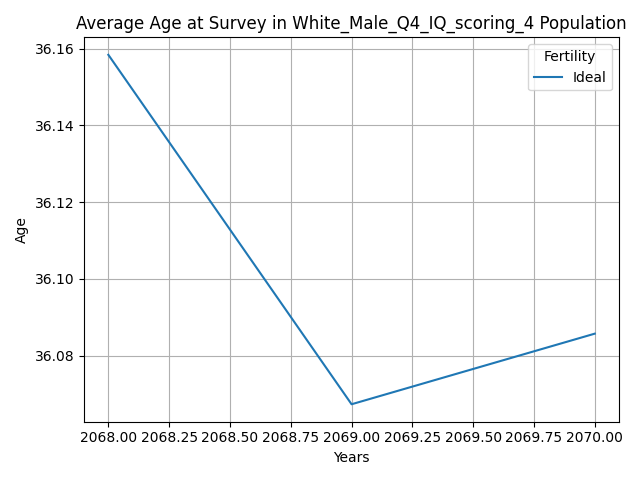 Average Age at Survey in White_Male_Q4_IQ_scoring_4 Population
Fertility
Ideal
36.16
36.14
36.12
36.10
36.08
Age
2068.00 2068.25 2068.50 2068.75 2069.00 2069.25 2069.50 2069.75 2070.00
Years